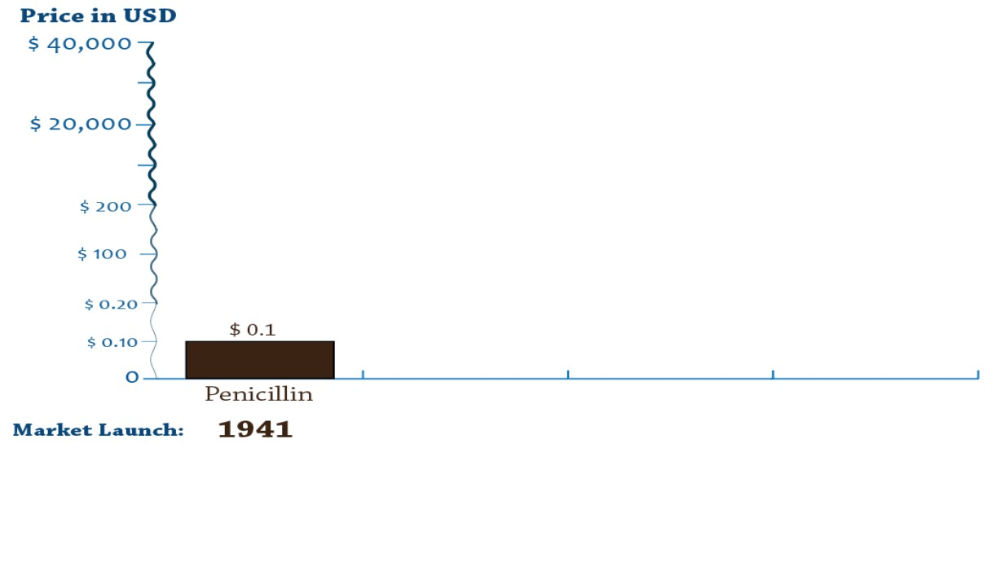 Price in USD
$ 40,000
$ 20,000
$ 200
$ 100
$ 0.20
$ 0.1
$ 0.10
0
Penicillin
Market Launch: 1941